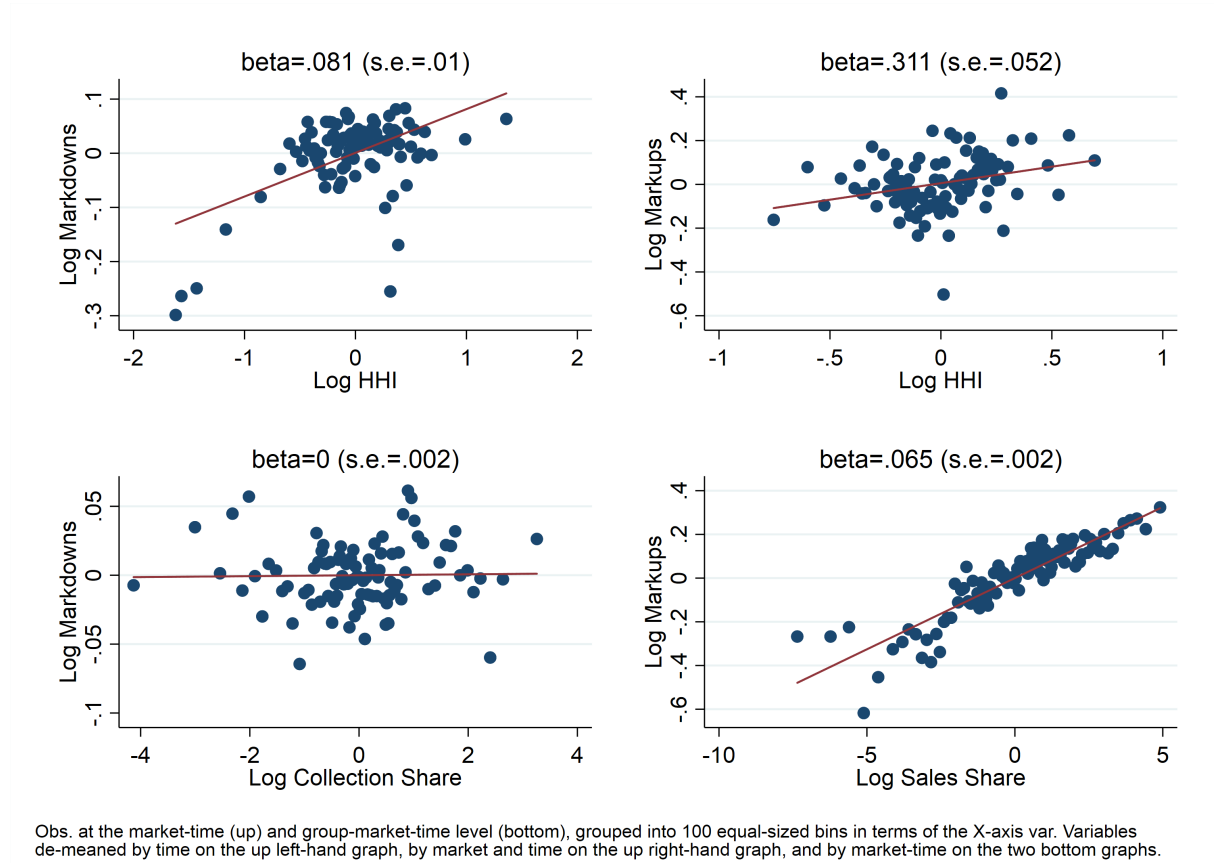 beta=.081 (s.e.=.01)
Log Markdowns
.1
0
-.1
-.2
-.3
-2
-1
0
1
2
Log HHI
beta=.311 (s.e.=.052)
Log Markups
.4
.2
0
-.2
-.4
-.6
-1
-.5
0
.5
1
Log HHI
beta=0 (s.e.=.002)
Log Markdowns
.05
0
-.05
-.1
-4
-2
0
2
4
Log Collection Share
beta=.065 (s.e.=.002)
Log Markups
.4
.2
0
-.2
-.4
-.6
-10
-5
0
5
Log Sales Share
Obs. at the market-time (up) and group-market-time level (bottom), grouped into 100 equal-sized bins in terms of the X-axis var. Variables
de-meaned by time on the up left-hand graph, by market and time on the up right-hand graph, and by market-time on the two bottom graphs.